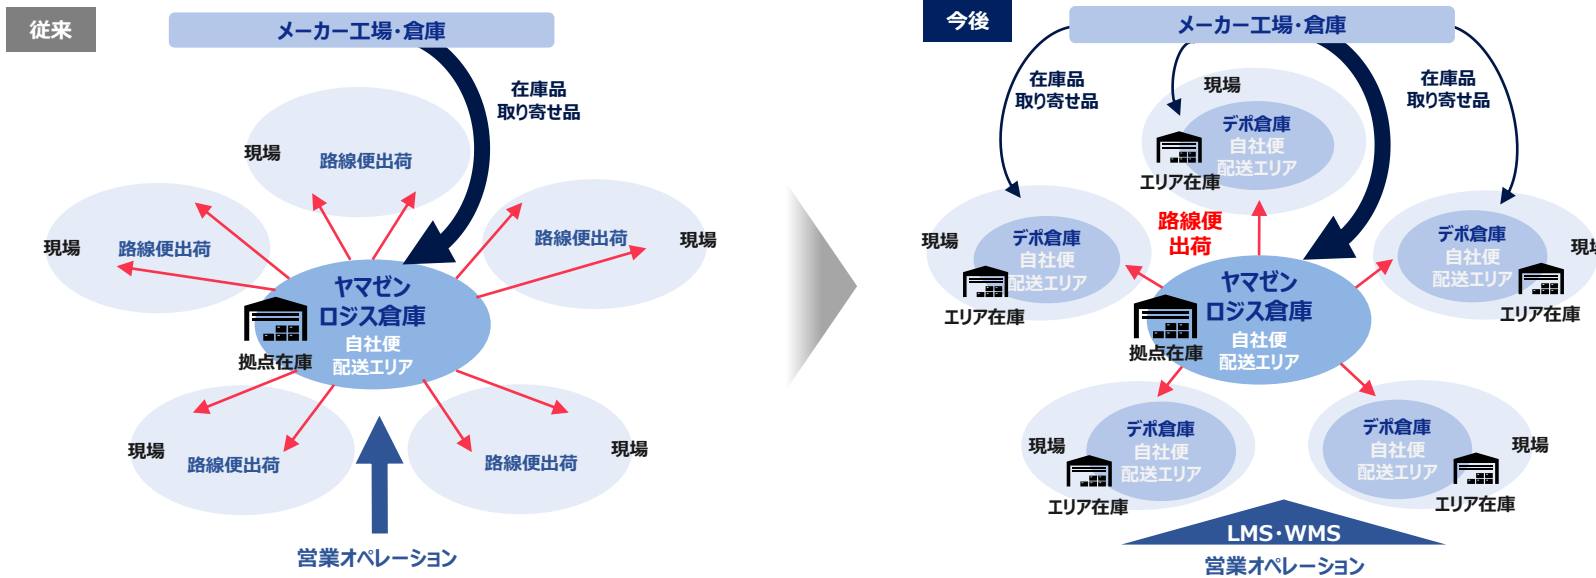 従来
メーカー工場・倉庫
在庫品
取り寄せ品
現場
路線便出荷
現場
路線便出荷
路線便出荷
現場
ヤマゼン
ロジス倉庫
自社便
配送エリア
拠点在庫
現場
路線便出荷
路線便出荷
現場
営業オペレーション
今後
メーカー工場・倉庫
在庫品
取り寄せ品
在庫品
取り寄せ品
現場
デポ倉庫
自社便
配送エリア
エリア在庫
路線便
出荷
現場
デポ倉庫
自社便
配送エリア
エリア在庫
デポ倉庫
自社便
配送エリア
現場
エリア在庫
ヤマゼン
ロジス倉庫
自社便
配送エリア
拠点在庫
現場
デポ倉庫
自社便
配送エリア
エリア在庫
デポ倉庫
自社便
配送エリア
現場
エリア在庫
LMS・WMS
営業オペレーション